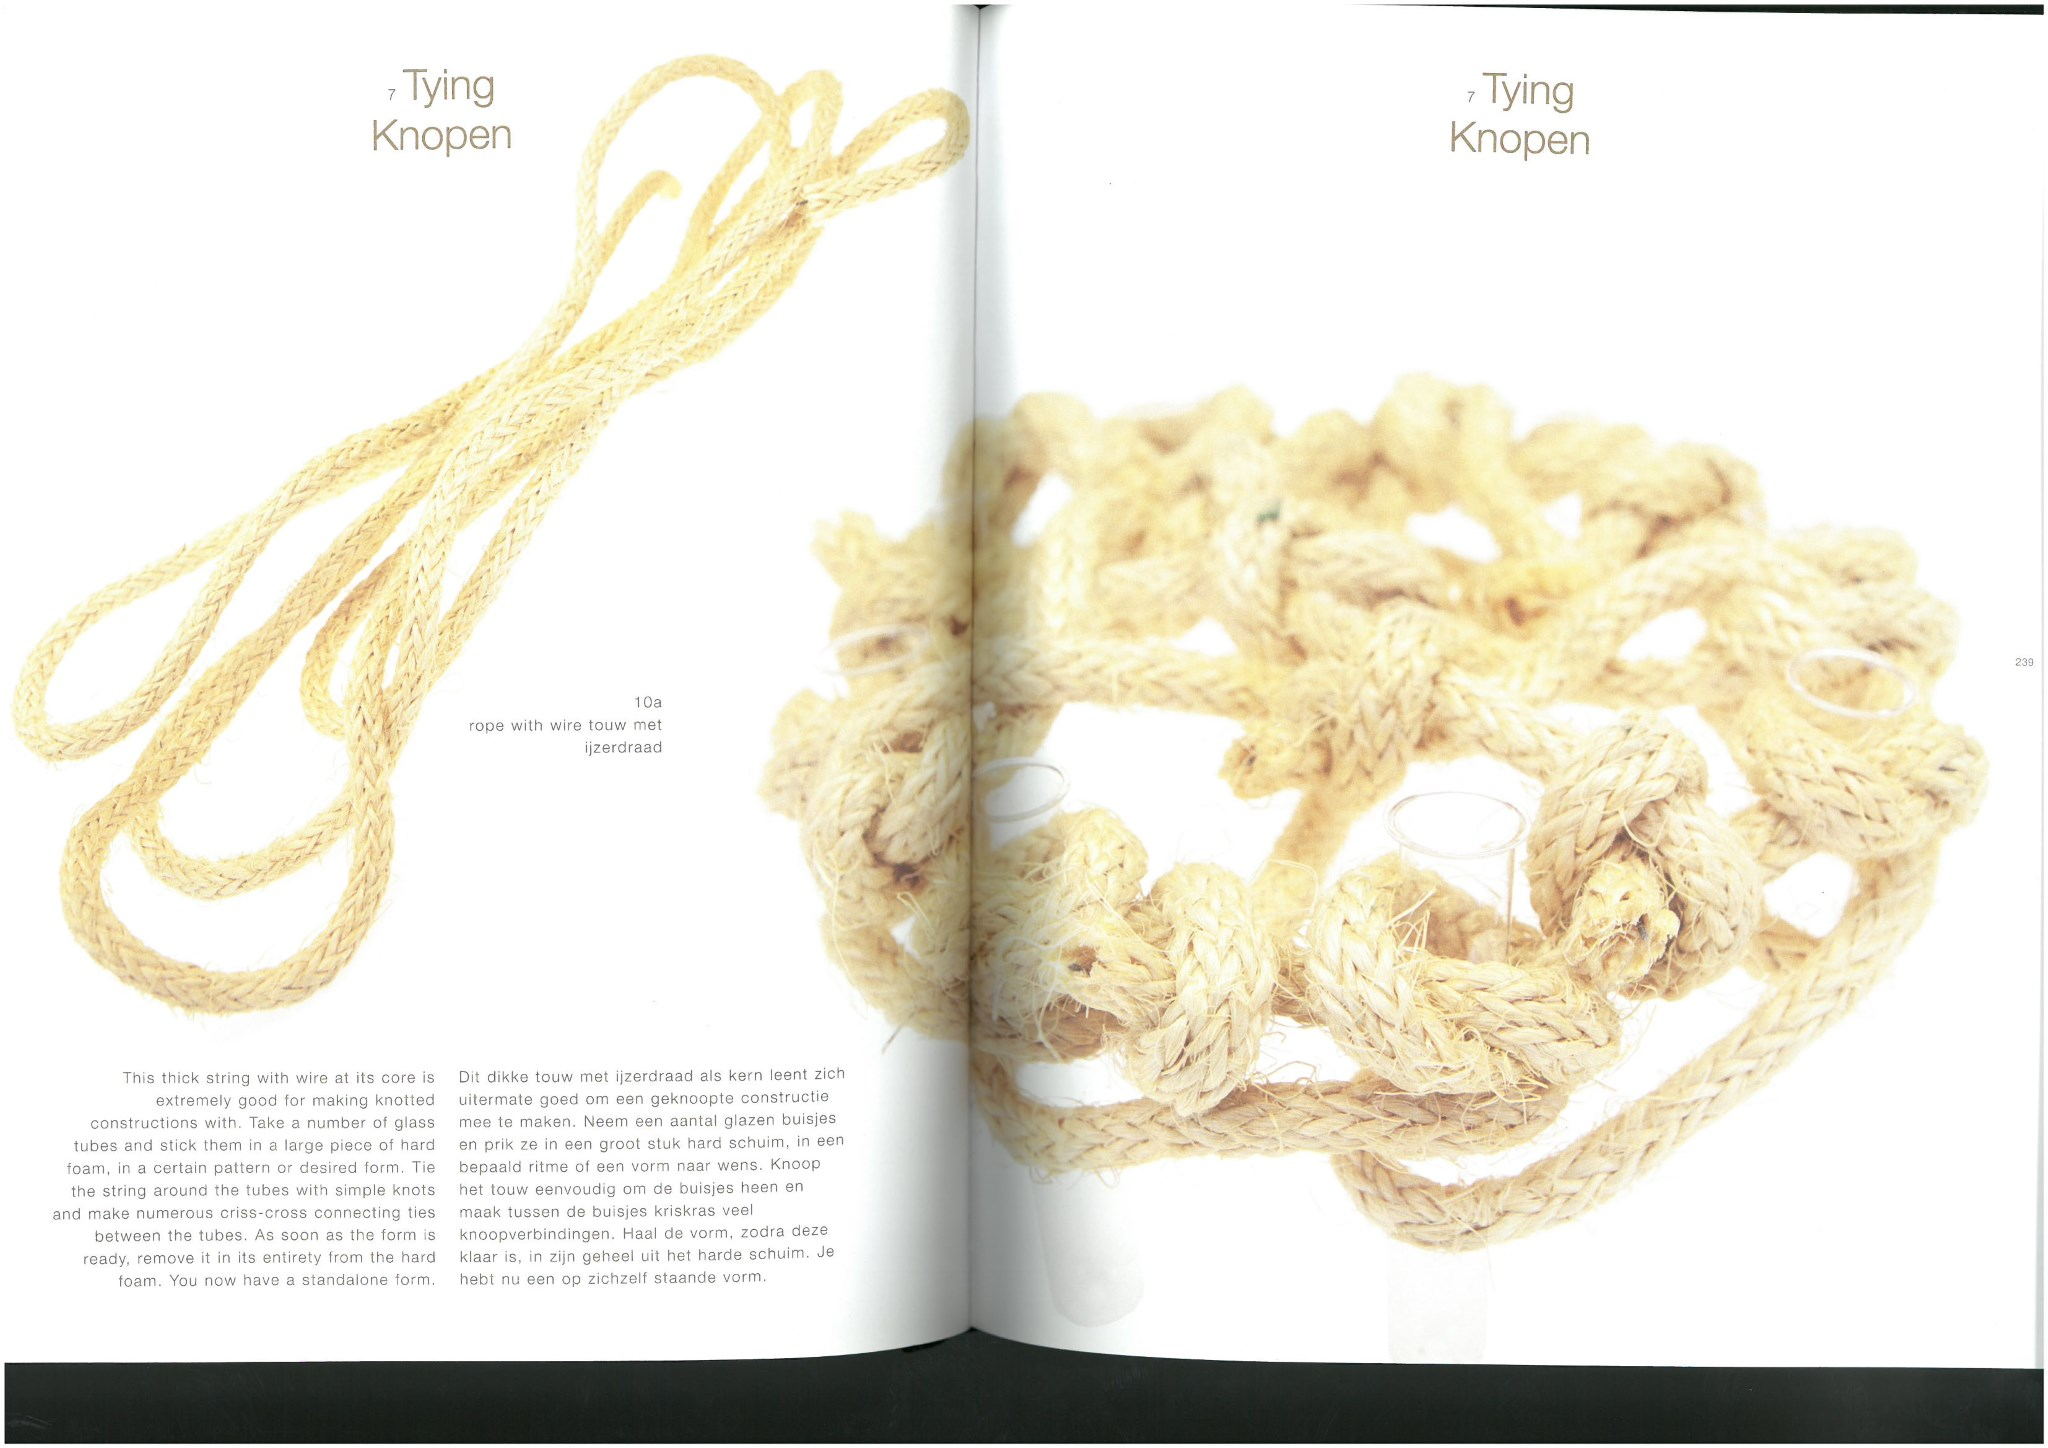 7 Tying
Knopen
10a
rope with wire touw met
ijzerdraad
This thick string with wire at its core is
extremely good for making knotted
constructions with. Take a number of glass
tubes and stick them in a large piece of hard
foam, in a certain pattern or desired form. Tie
the string around the tubes with simple knots
and make numerous criss-cross connecting ties
between the tubes. As soon as the form is
ready, remove it in its entirety from the hard
foam. You now have a standalone form.
Dit dikke touw met ijzerdraad als kern leent zich
uitermate goed om een geknoopte constructie
mee te maken. Neem een aantal glazen buisjes
en prik ze in een groot stuk hard schuim, in een
bepaald ritme of een vorm naar wens. Knoop
het touw eenvoudig om de buisjes heen en
maak tussen de buisjes kriskras veel
knoopverbindingen. Haal de vorm, zodra deze
klaar is, in zijn geheel uit het harde schuim. Je
hebt nu een op zichzelf staande vorm.
7 Tying
Knopen
239